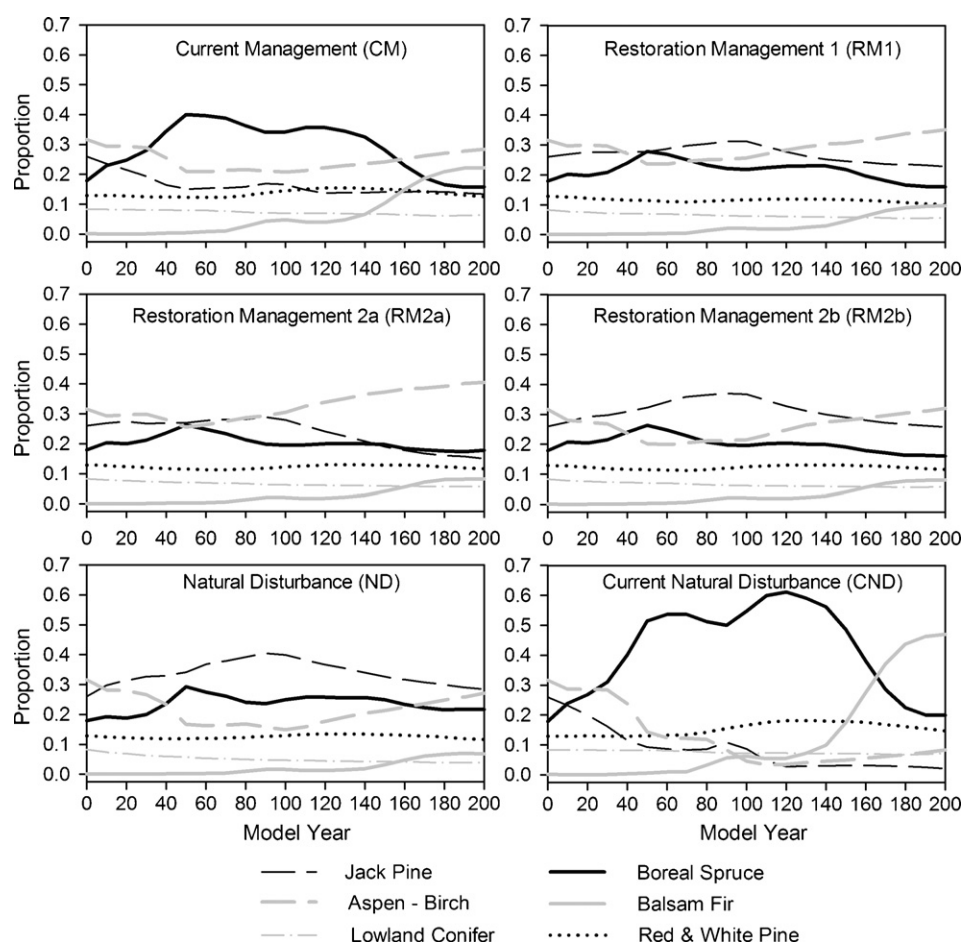 Current Management (CM)
Restoration Management 1 (RM1)
0.7
0.6
0.5
0.4
0.3
0.2
0.1
0.0
Proportion
0.7
0.6
0.5
0.4
0.3
0.2
0.1
0.0
0 20 40 60 80 100 120 140 160 180 200
0 20 40 60 80 100 120 140 160 180 200
Restoration Management 2a (RM2a)
Restoration Management 2b (RM2b)
0.7
0.6
0.5
0.4
0.3
0.2
0.1
0.0
Proportion
0.7
0.6
0.5
0.4
0.3
0.2
0.1
0.0
0 20 40 60 80 100 120 140 160 180 200
0 20 40 60 80 100 120 140 160 180 200
Natural Disturbance (ND)
Current Natural Disturbance (CND)
0.7
0.6
0.5
0.4
0.3
0.2
0.1
0.0
Proportion
0.7
0.6
0.5
0.4
0.3
0.2
0.1
0.0
0 20 40 60 80 100 120 140 160 180 200
0 20 40 60 80 100 120 140 160 180 200
Model Year
Model Year
Jack Pine
Boreal Spruce
Aspen - Birch
Balsam Fir
Lowland Conifer
Red & White Pine